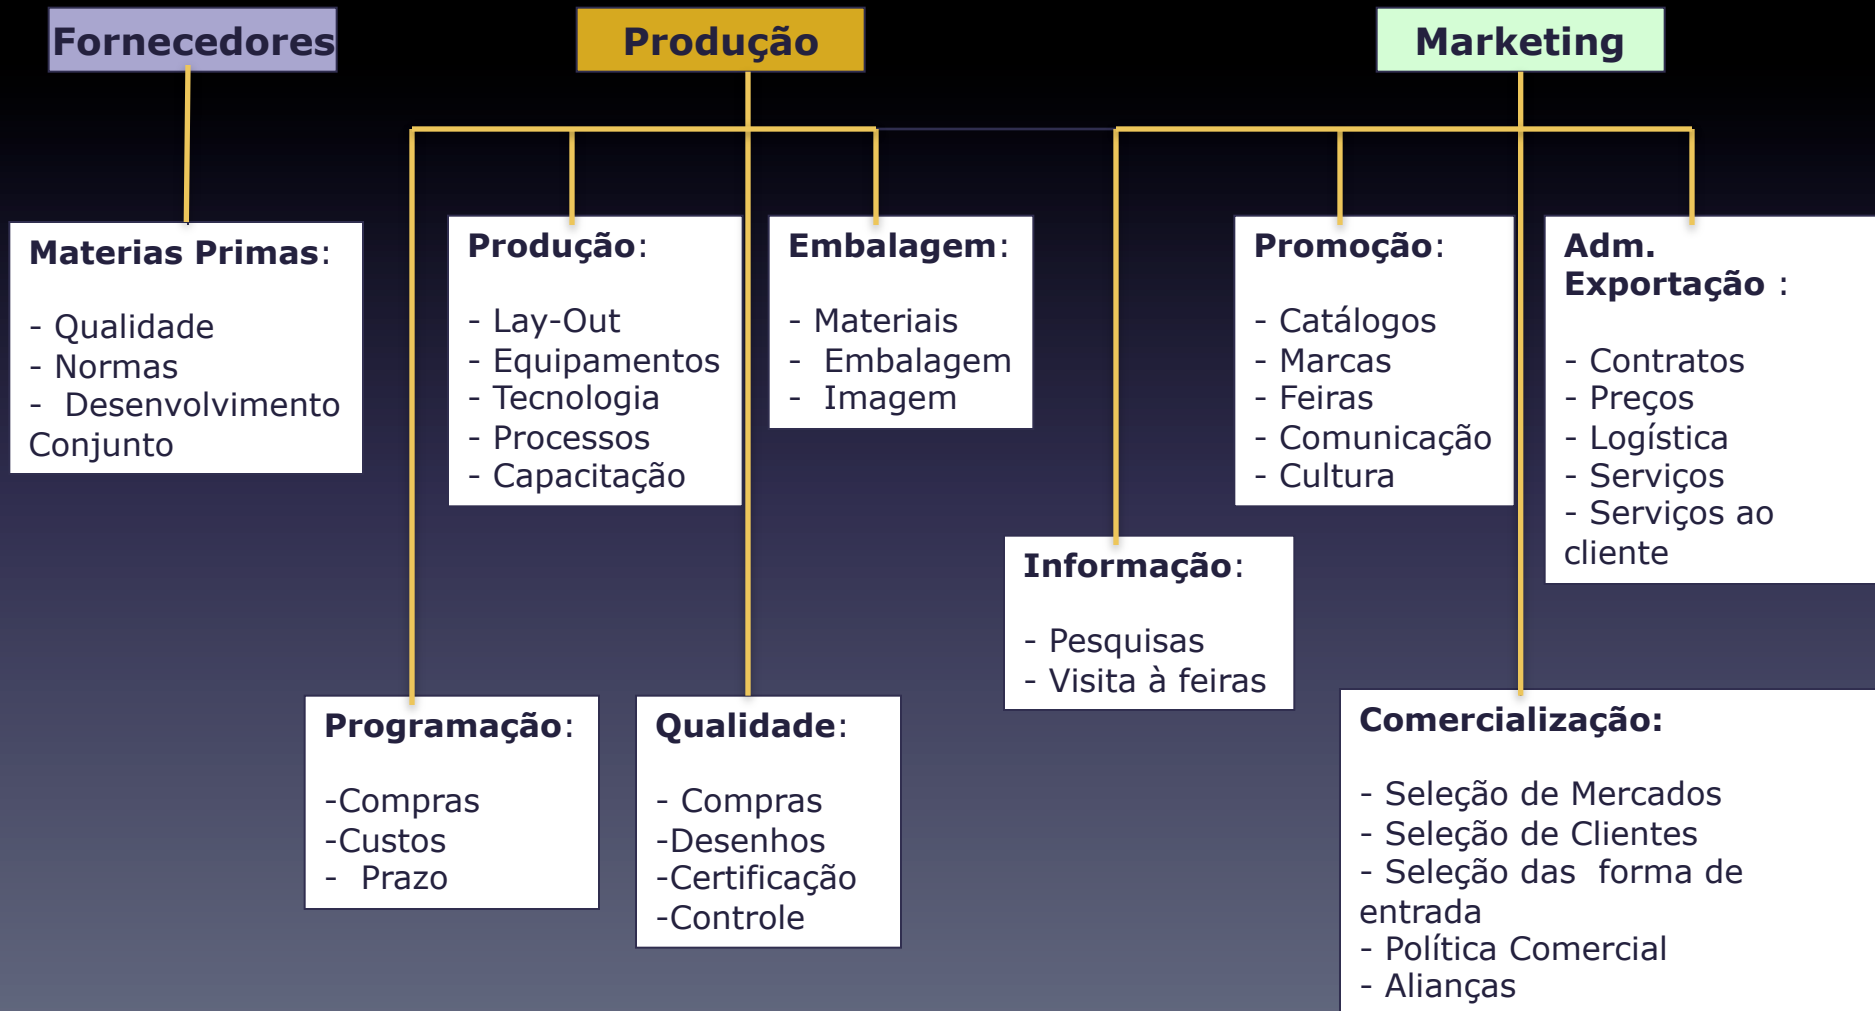 Fornecedores
Produção
Marketing
Materias Primas:
- Qualidade
- Normas
- Desenvolvimento
Conjunto
Produção:
- Lay-Out
- Equipamentos
- Tecnologia
- Processos
- Capacitação
Embalagem:
- Materiais
- Embalagem
- Imagem
Promoção:
- Catálogos
- Marcas
- Feiras
- Comunicação
- Cultura
Adm.
Exportação :
- Contratos
- Preços
- Logística
- Serviços
- Serviços ao
cliente
Informação:
- Pesquisas
- Visita à feiras
Programação:
-Compras
-Custos
- Prazo
Qualidade:
- Compras
-Desenhos
-Certificação
-Controle
Comercialização:
- Seleção de Mercados
- Seleção de Clientes
- Seleção das forma de
entrada
- Política Comercial
- Alianças